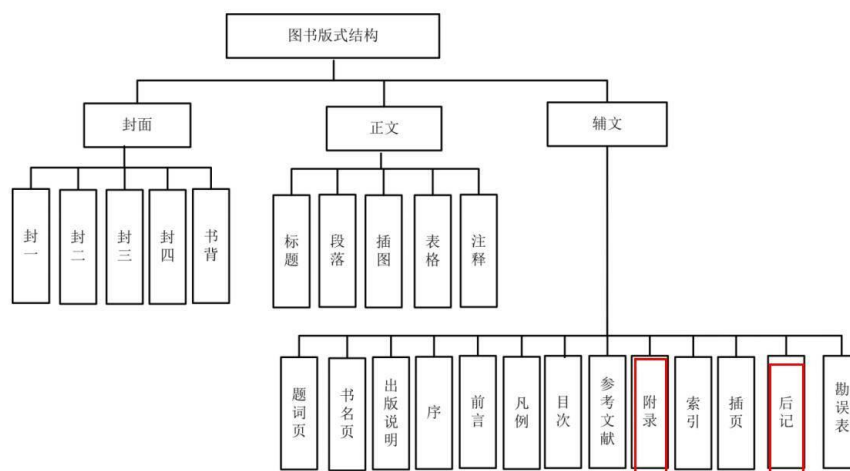 图书版式结构
封面
正文
辅文
封一
封二
封三
封四
书背
标题
段落
插图
表格
注释
题词页
书名页
出版说明
序
前言
凡例
目次
参考文献
附录
索引
插页
后记
勘误表